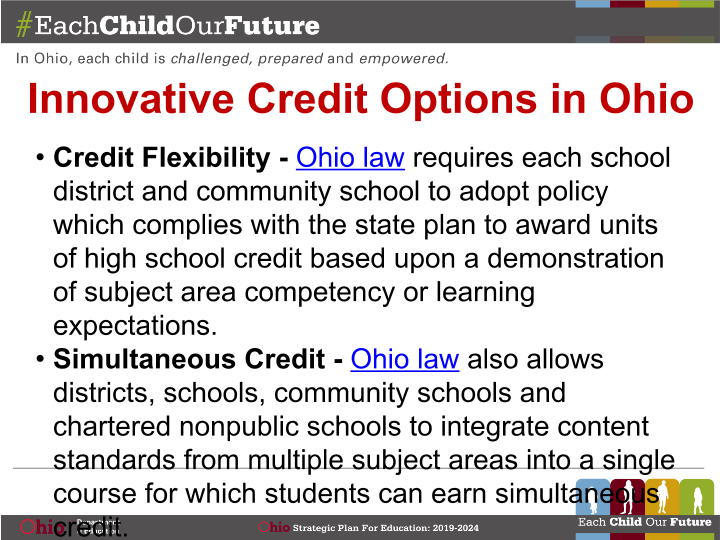 #EachChildOurFuture
In Ohio, each child is challenged, prepared and empowered.
Innovative Credit Options in Ohio
• Credit Flexibility - Ohio law requires each school
district and community school to adopt policy
which complies with the state plan to award units
of high school credit based upon a demonstration
of subject area competency or learning
expectations.
• Simultaneous Credit - Ohio law also allows
districts, schools, community schools and
chartered nonpublic schools to integrate content
standards from multiple subject areas into a single
course for which students can earn simultaneous
credit.
Ohio
Ohio Strategic Plan For Education: 2019-2024
Each Child Our Future